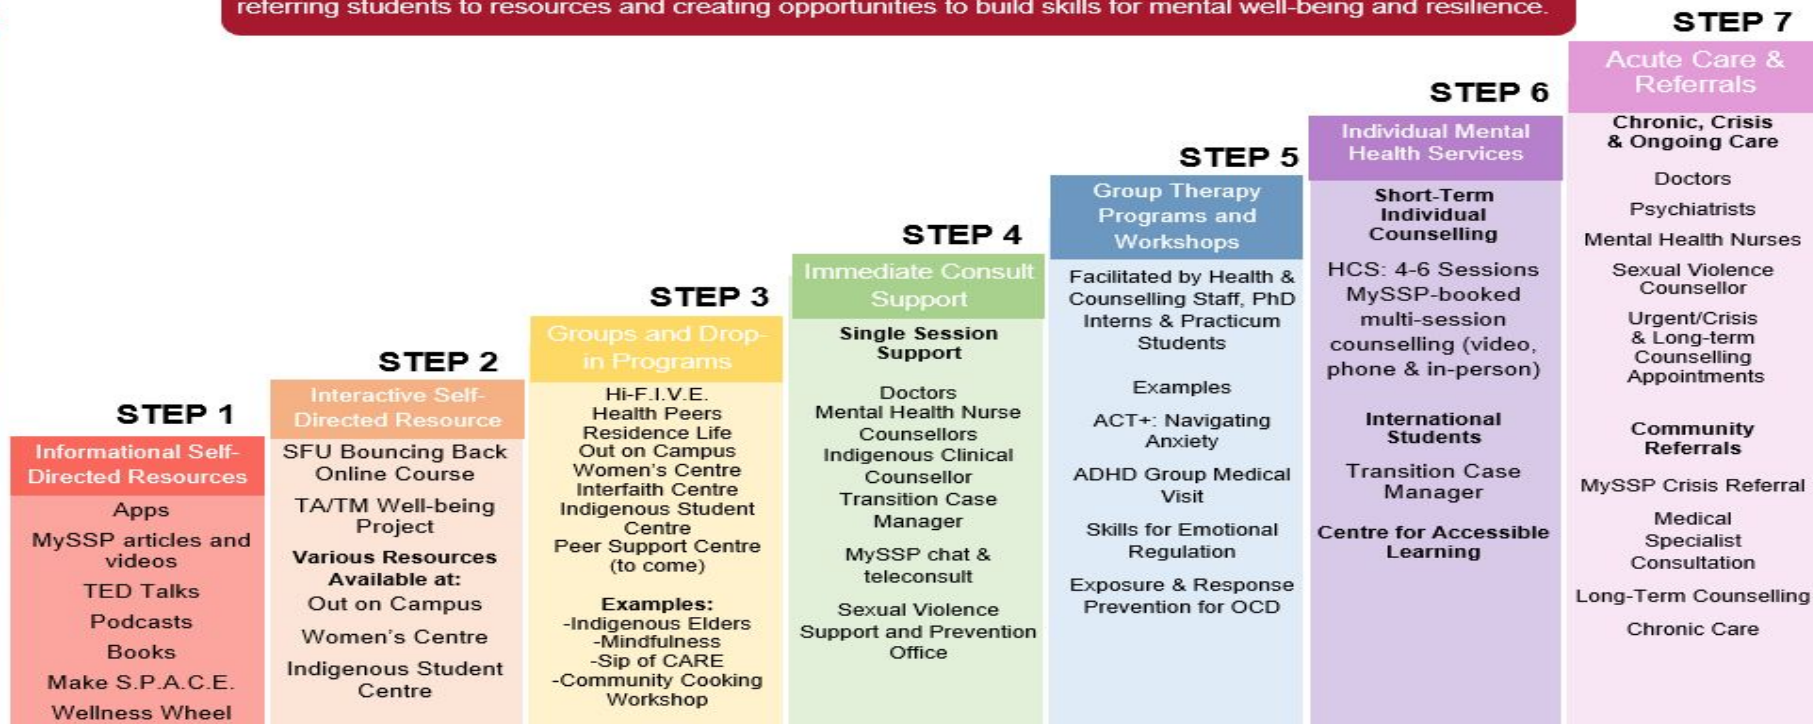 referring students to resources and creating opportunities to build skills for mental well-being and resilience.
STEP 1
Informational Self-
Directed Resources
Apps
MySSP articles and
videos
TED Talks
Podcasts
Books
Make S.P.A.C.E.
Wellness Wheel
STEP 2
Interactive Self-
Directed Resource
SFU Bouncing Back
Online Course
TA/TM Well-being
Project
Various Resources
Available at:
Out on Campus
Women's Centre
Indigenous Student
Centre
STEP 3
Groups and Drop-
in Programs
Hi-F.I.V.E.
Health Peers
Residence Life
Out on Campus
Women's Centre
Interfaith Centre
Indigenous Student
Centre
Peer Support Centre
(to come)
Examples:
-Indigenous Elders
-Mindfulness
-Sip of CARE
-Community Cooking
Workshop
STEP 4
Immediate Consult
Support
Single Session
Support
Doctors
Mental Health Nurse
Counsellors
Indigenous Clinical
Counsellor
Transition Case
Manager
MySSP chat &
teleconsult
Sexual Violence
Support and Prevention
Office
STEP 5
Group Therapy
Programs and
Workshops
Facilitated by Health &
Counselling Staff, PhD
Interns & Practicum
Students
Examples
ACT+: Navigating
Anxiety
ADHD Group Medical
Visit
Skills for Emotional
Regulation
Exposure & Response
Prevention for OCD
STEP 6
Individual Mental
Health Services
Short-Term
Individual
Counselling
HCS: 4-6 Sessions
MySSP-booked
multi-session
counselling (video,
phone & in-person)
International
Students
Transition Case
Manager
Centre for Accessible
Learning
STEP 7
Acute Care &
Referrals
Chronic, Crisis
& Ongoing Care
Doctors
Psychiatrists
Mental Health Nurses
Sexual Violence
Counsellor
Urgent/Crisis
& Long-term
Counselling
Appointments
Community
Referrals
MySSP Crisis Referral
Medical
Specialist
Consultation
Long-Term Counselling
Chronic Care